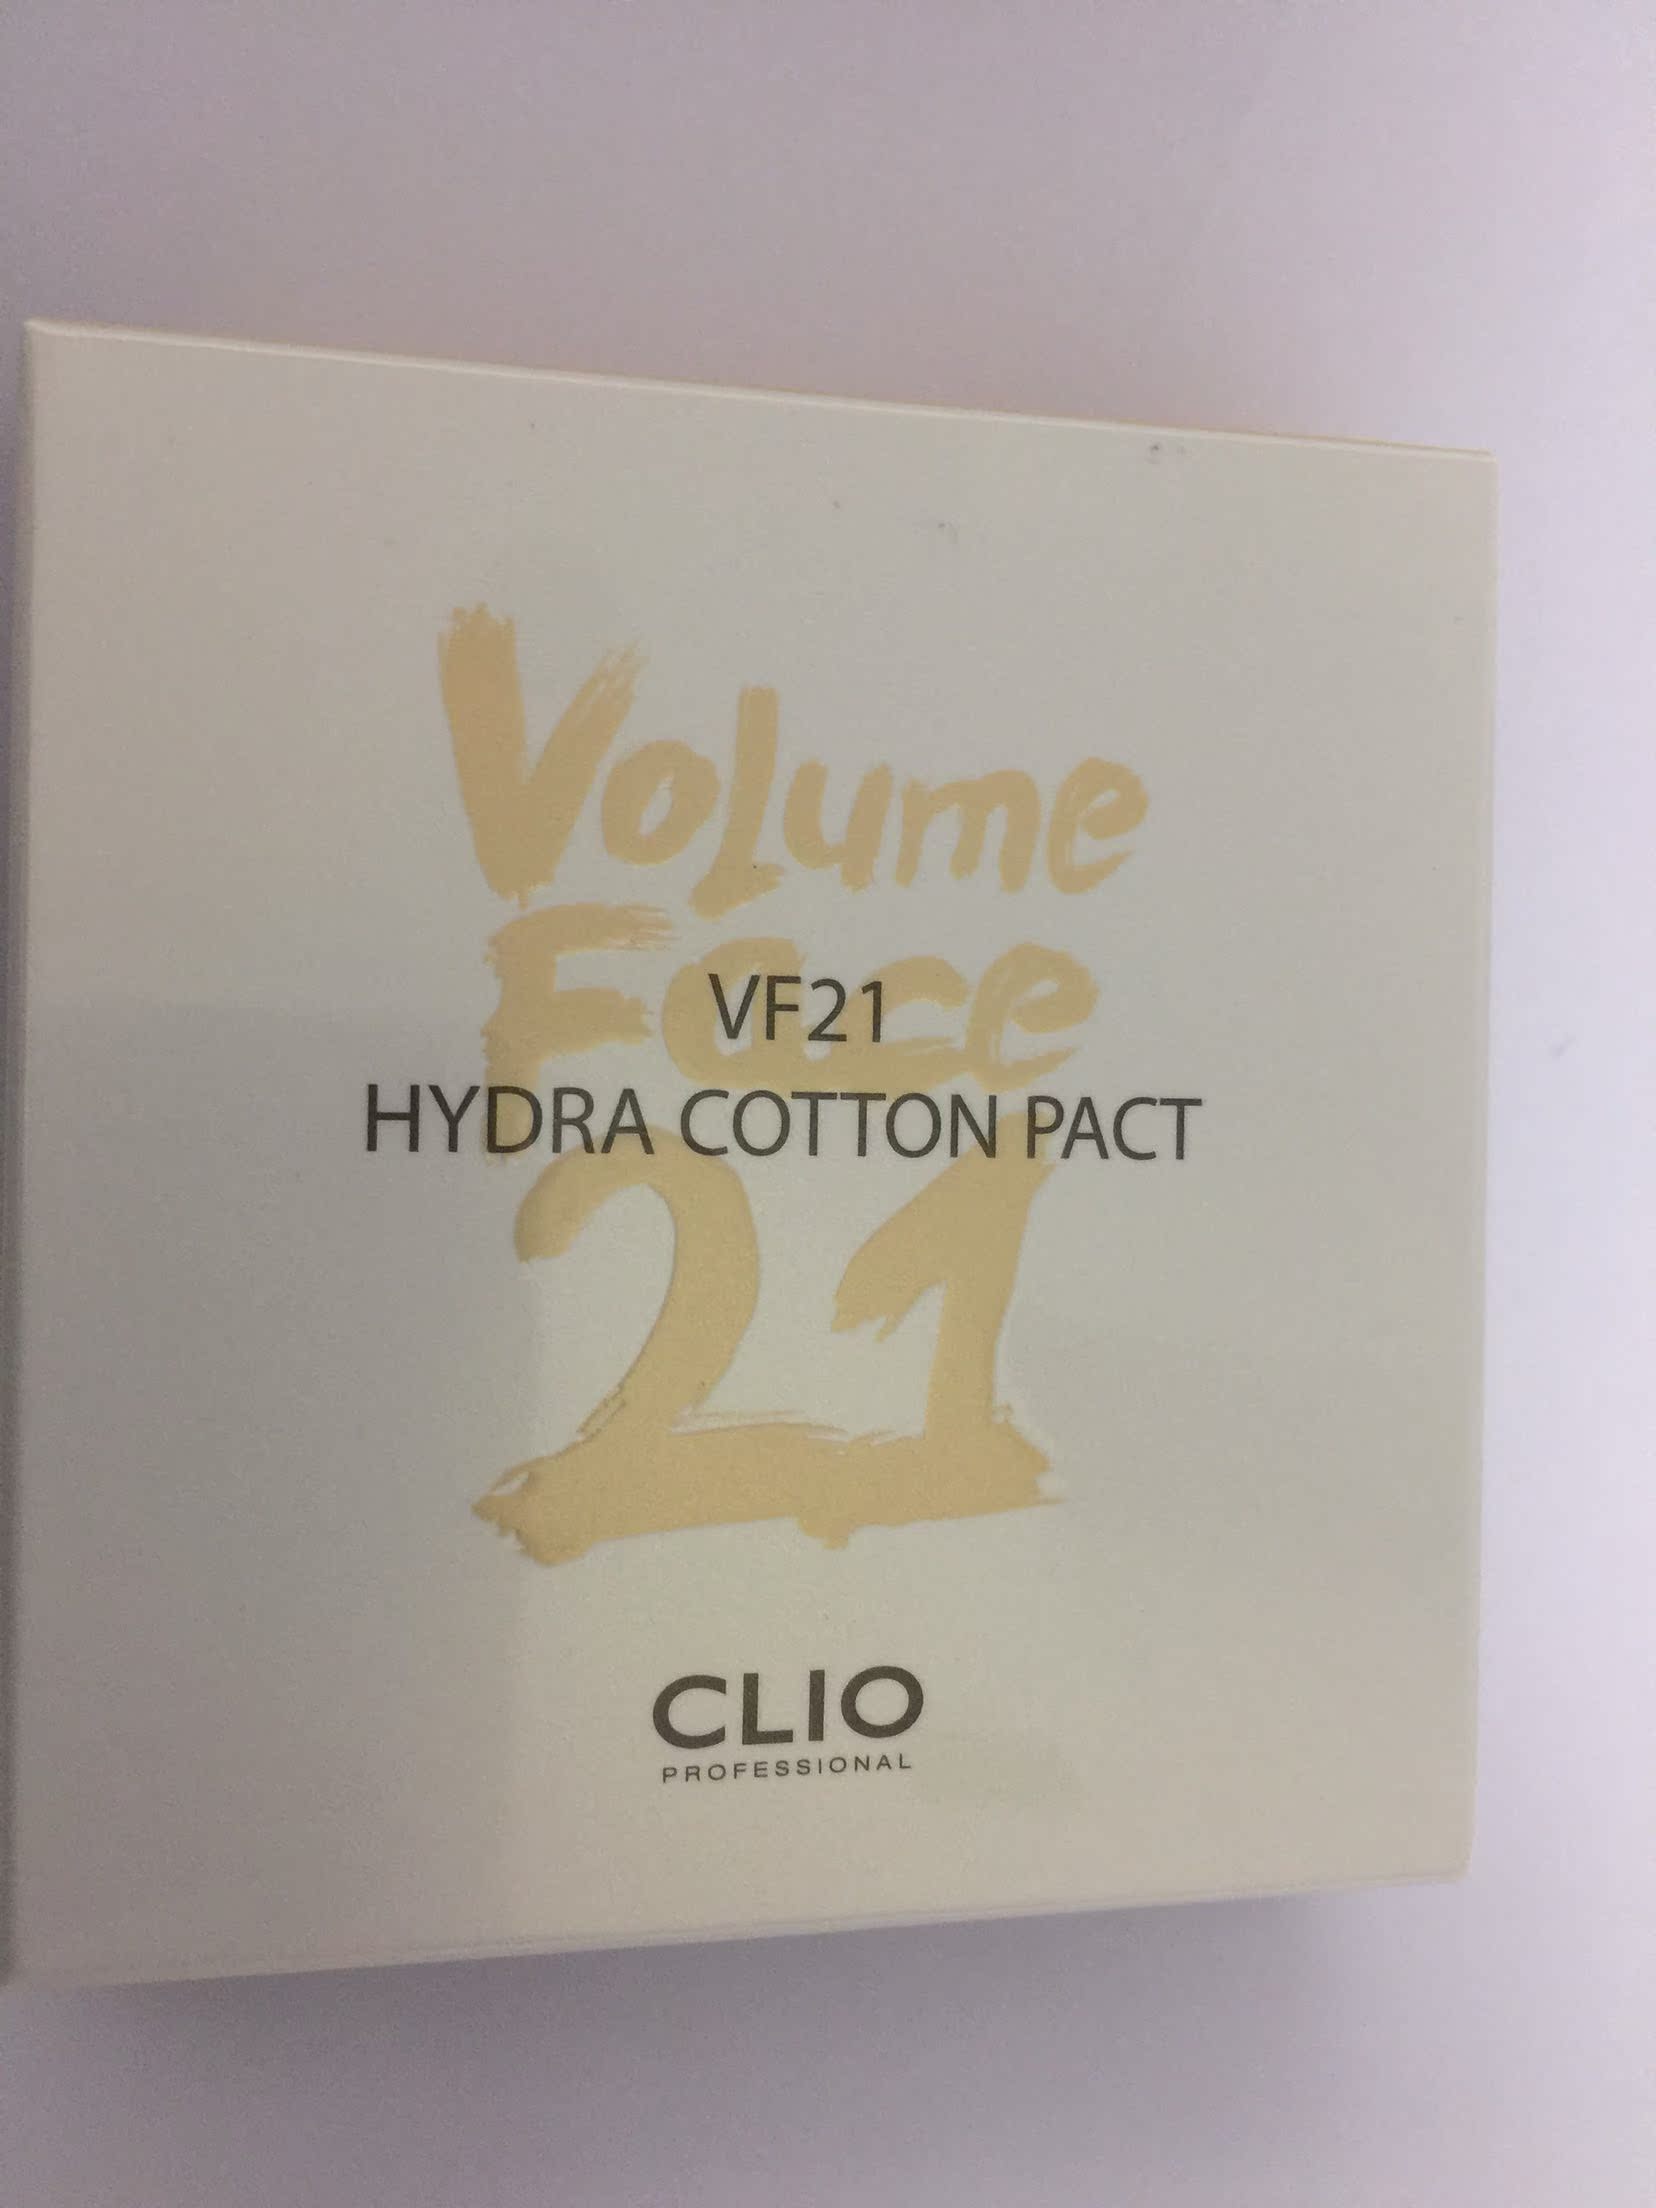 Volume
Face
VF21
HYDRA COTTON PACT
21
CLIO
PROFESSIONAL